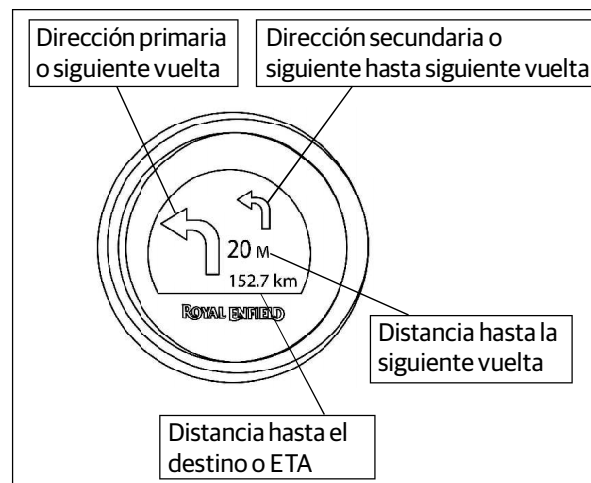 Dirección primaria
o siguiente vuelta
Dirección secundaria o
siguiente hasta siguiente vuelta
20 M
152.7 km
ROYAL ENFIELD
Distancia hasta la
siguiente vuelta
Distancia hasta el
destino o ETA